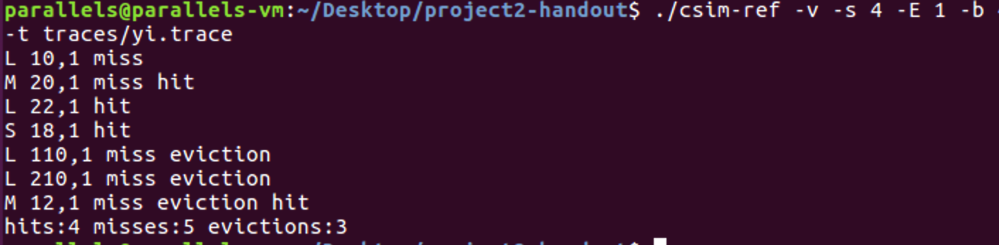 parallels@parallels-vm:~/Desktop/project2-handout$ ./csim-ref -v -s 4 -E 1 -b
-t traces/yi.trace
L 10,1 miss
M 20,1 miss hit
L 22,1 hit
S 18,1 hit
L 110,1 miss eviction
L 210,1 miss eviction
M 12,1 miss eviction hit
hits:4 misses:5 evictions:3